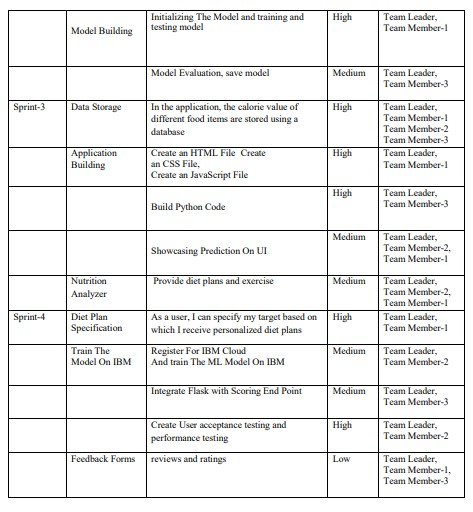 Model Building
Initializing The Model and training and
testing model
High
Team Leader,
Team Member-1
Model Evaluation, save model
Medium
Team Leader,
Team Member-3
Sprint-3
Data Storage
In the application, the calorie value of
different food items are stored using a
database
High
Team Leader,
Team Member-1
Team Member-2
Team Member-3
Application
Building
Create an HTML File Create
an CSS File,
Create an JavaScript File
High
Team Leader,
Team Member-1
Build Python Code
High
Team Leader,
Team Member-3
Showcasing Prediction On UI
Medium
Team Leader,
Team Member-2,
Team Member-1
Nutrition
Analyzer
Provide diet plans and exercise
Medium
Team Leader,
Team Member-2,
Team Member-1
Sprint-4
Diet Plan
Specification
As a user, I can specify my target based on
which I receive personalized diet plans
High
Team Leader,
Team Member-1
Train The
Model On IBM
Register For IBM Cloud
And train The ML Model On IBM
Medium
Team Leader,
Team Member-2
Integrate Flask with Scoring End Point
Medium
Team Leader,
Team Member-3
Create User acceptance testing and
performance testing
High
Team Leader,
Team Member-2
Feedback Forms
reviews and ratings
Low
Team Leader,
Team Member-1,
Team Member-3